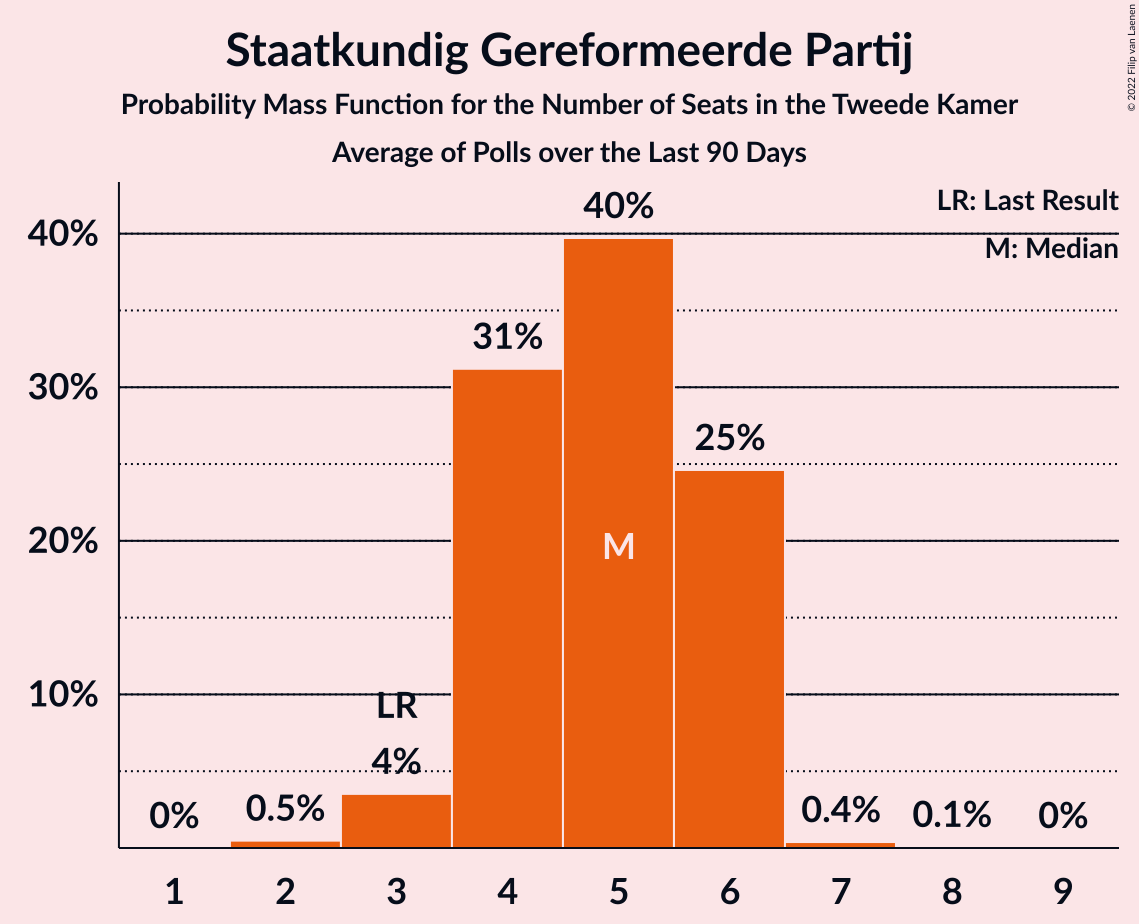 Staatkundig Gereformeerde Partij
Probability Mass Function for the Number of Seats in the Tweede Kamer
Average of Polls over the Last 90 Days
© 2022 Filip van Laenen
LR: Last Result
M: Median
40%
30%
20%
10%
0%
0.5%
LR
4%
31%
40%
M
25%
0.4%
0.1%
0%
1 2 3 4 5 6 7 8 9